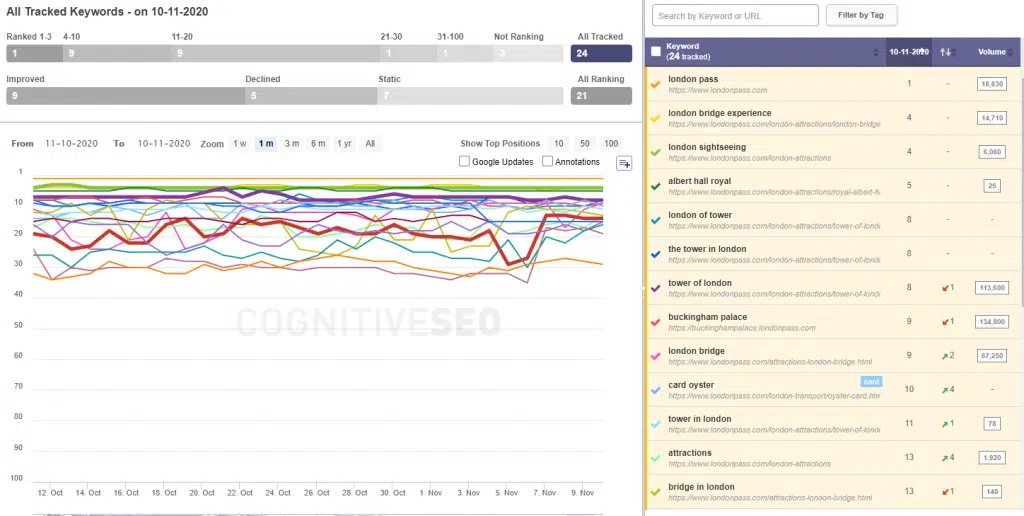 All Tracked Keywords - on 10-11-2020
Ranked 1-3 4-10 11-20 21-30 31-100 Not Ranking All Tracked
1 9 9 1 1 3 24
Improved Declined Static All Ranking
9 5 7 21
From 11-10-2020 To 10-11-2020 Zoom 1 w 1 m 3 m 6 m 1 yr All Show Top Positions 10 50 100
Google Updates Annotations
1
10
20
30
40
50
60
70
80
90
100
COGNITIVESEO
12. Oct 14. Oct 16. Oct 18. Oct 20. Oct 22. Oct 24. Oct 26. Oct 28. Oct 30. Oct 1. Nov 3. Nov 5. Nov 7. Nov 9. Nov
Search by Keyword or URL Filter by Tag
Keyword
(24 tracked) 10-11-2020 Volume
london pass 1 - 18,830
https://www.londonpass.com
london bridge experience 4 - 14,710
https://www.londonpass.com/london-attractions/london-bridge
london sightseeing 4 - 6,060
https://www.londonpass.com/london-attractions
albert hall royal 5 - 25
https://www.londonpass.com/london-attractions/royal-albert-h
london of tower 8 - -
https://www.londonpass.com/london-attractions/tower-of-londo
the tower in london 8 - -
https://www.londonpass.com/london-attractions/tower-of-londo
tower of london 8 1 113,600
https://www.londonpass.com/london-attractions/tower-of-londo
buckingham palace 9 1 134,800
https://buckinghampalace.londonpass.com
london bridge 9 2 67,250
https://www.londonpass.com/attractions-london-bridge.html
card oyster card 10 4 -
https://www.londonpass.com/london-transport/oyster-card.htm
tower in london 11 1 78
https://www.londonpass.com/london-attractions/tower-of-londo
attractions 13 4 1,920
https://www.londonpass.com/london-attractions
bridge in london 13 1 140
https://www.londonpass.com/attractions-london-bridge.html